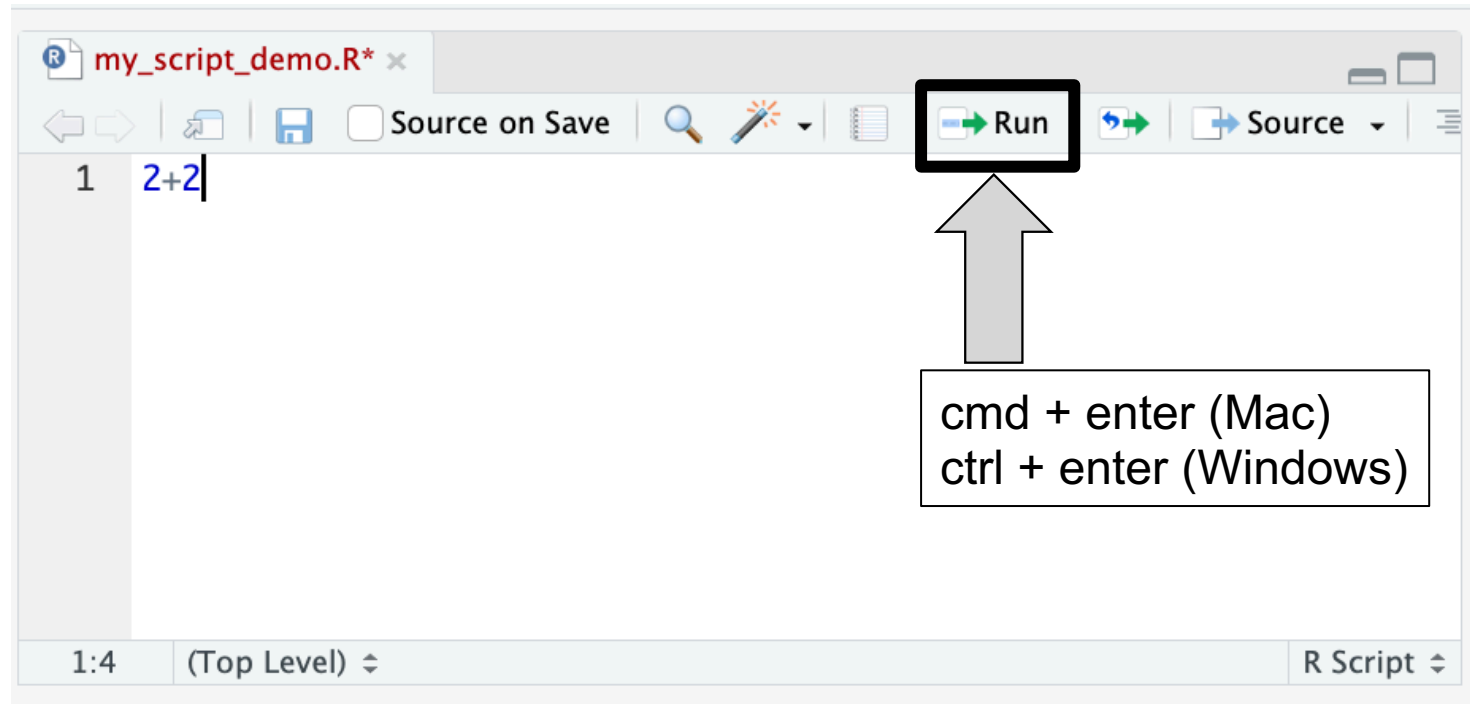 R my_script_demo.R* ×
Source on Save Run Source
1 2+2
cmd + enter (Mac)
ctrl + enter (Windows)
1:4 (Top Level) R Script